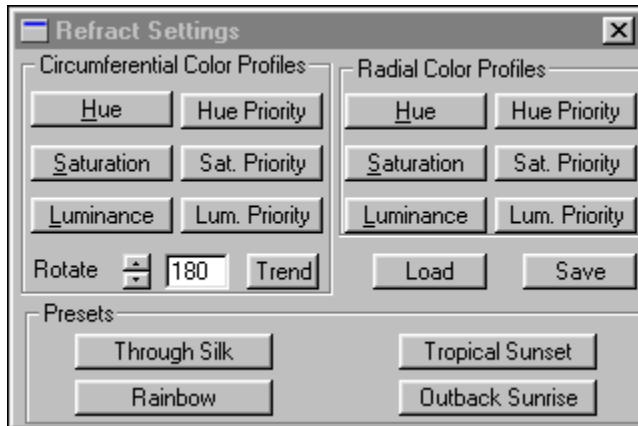 Refract Settings
Circumferential Color Profiles
Hue Hue Priority
Saturation Sat. Priority
Luminance Lum. Priority
Rotate 180 Trend
Radial Color Profiles
Hue Hue Priority
Saturation Sat. Priority
Luminance Lum. Priority
Load Save
Presets
Through Silk Tropical Sunset
Rainbow Outback Sunrise